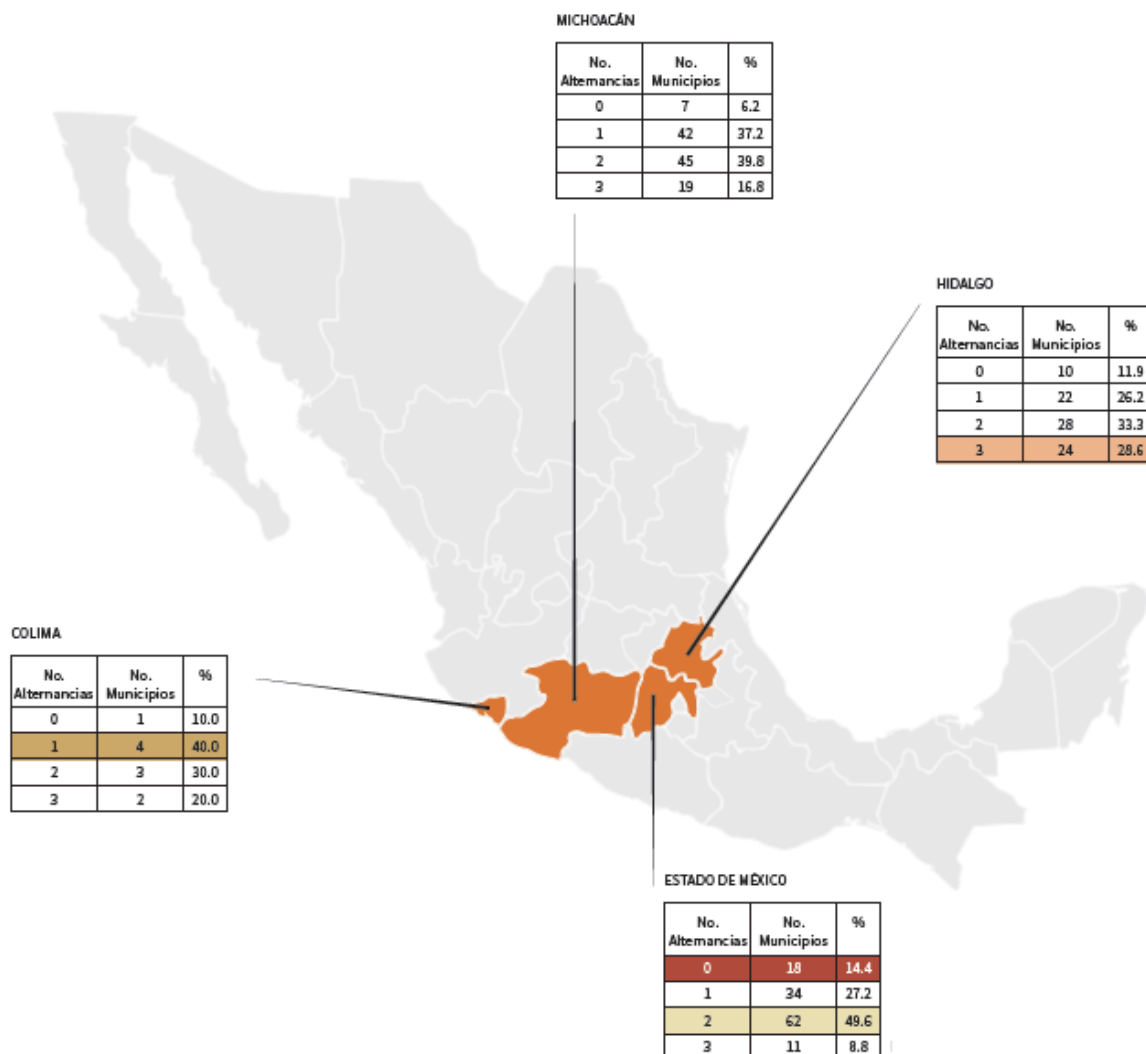 MICHOACÁN
No. Alternancias No. Municipios %
0 7 6.2
1 42 37.2
2 45 39.8
3 19 16.8
HIDALGO
No. Alternancias No. Municipios %
0 10 11.9
1 22 26.2
2 28 33.3
3 24 28.6
COLIMA
No. Alternancias No. Municipios %
0 1 10.0
1 4 40.0
2 3 30.0
3 2 20.0
ESTADO DE MÉXICO
No. Alternancias No. Municipios %
0 18 14.4
1 34 27.2
2 62 49.6
3 11 8.8